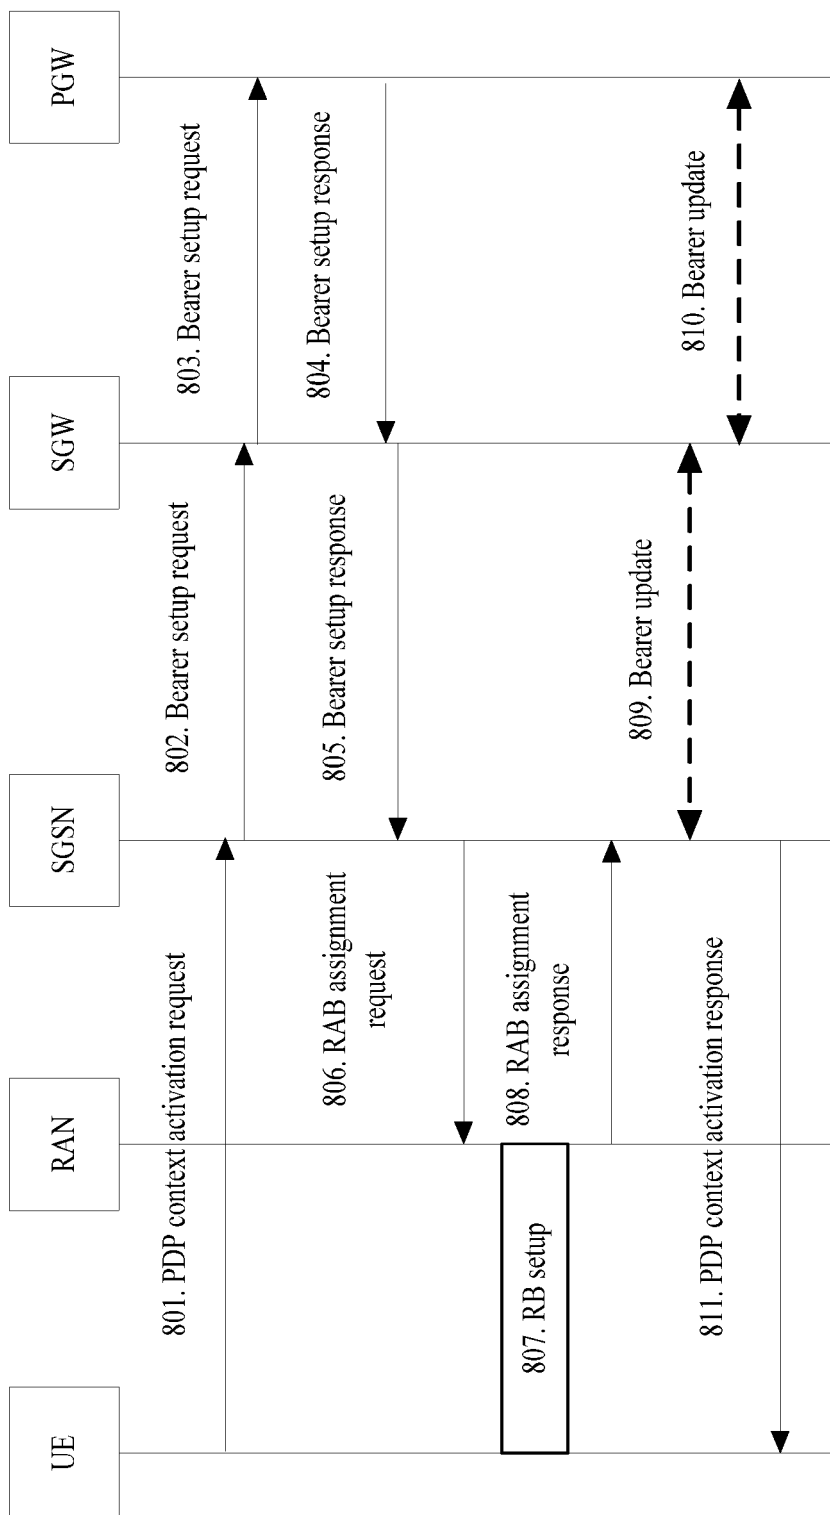 UE
RAN
SGSN
SGW
PGW
801. PDP context activation request
802. Bearer setup request
803. Bearer setup request
804. Bearer setup response
805. Bearer setup response
806. RAB assignment
request
807. RB setup
808. RAB assignment
response
809. Bearer update
810. Bearer update
811. PDP context activation response